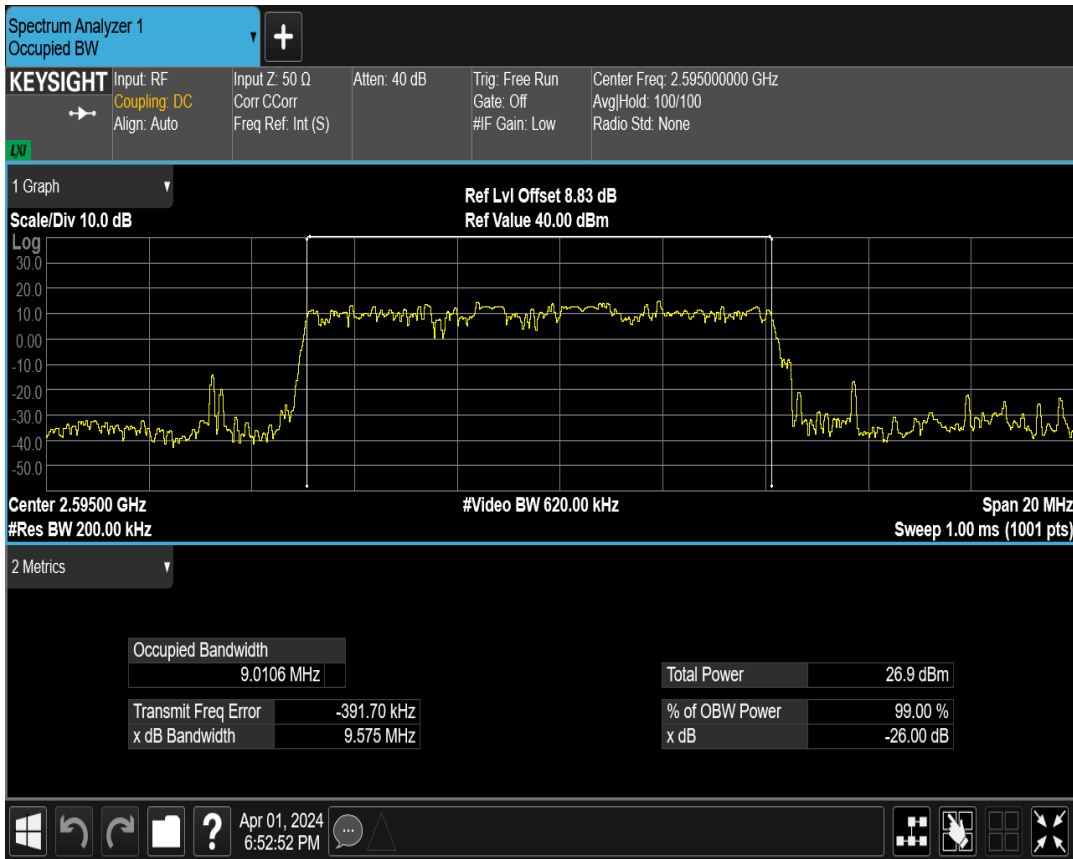 Spectrum Analyzer 1
Occupied BW
KEYSIGHT
LXI
Input: RF
Coupling: DC
Align: Auto
Input Z: 50 Ω
Corr CCorr
Freq Ref: Int (S)
Atten: 40 dB
Trig: Free Run
Gate: Off
#IF Gain: Low
Center Freq: 2.595000000 GHz
Avg|Hold: 100/100
Radio Std: None
1 Graph
Ref Lvl Offset 8.83 dB
Scale/Div 10.0 dB
Ref Value 40.00 dBm
Log
30.0
20.0
10.0
0.00
-10.0
-20.0
-30.0
-40.0
-50.0
Center 2.59500 GHz
#Video BW 620.00 kHz
Span 20 MHz
#Res BW 200.00 kHz
Sweep 1.00 ms (1001 pts)
2 Metrics
Occupied Bandwidth
9.0106 MHz
Total Power 26.9 dBm
Transmit Freq Error -391.70 kHz
% of OBW Power 99.00 %
x dB Bandwidth 9.575 MHz
x dB -26.00 dB
?
Apr 01, 2024
6:52:52 PM